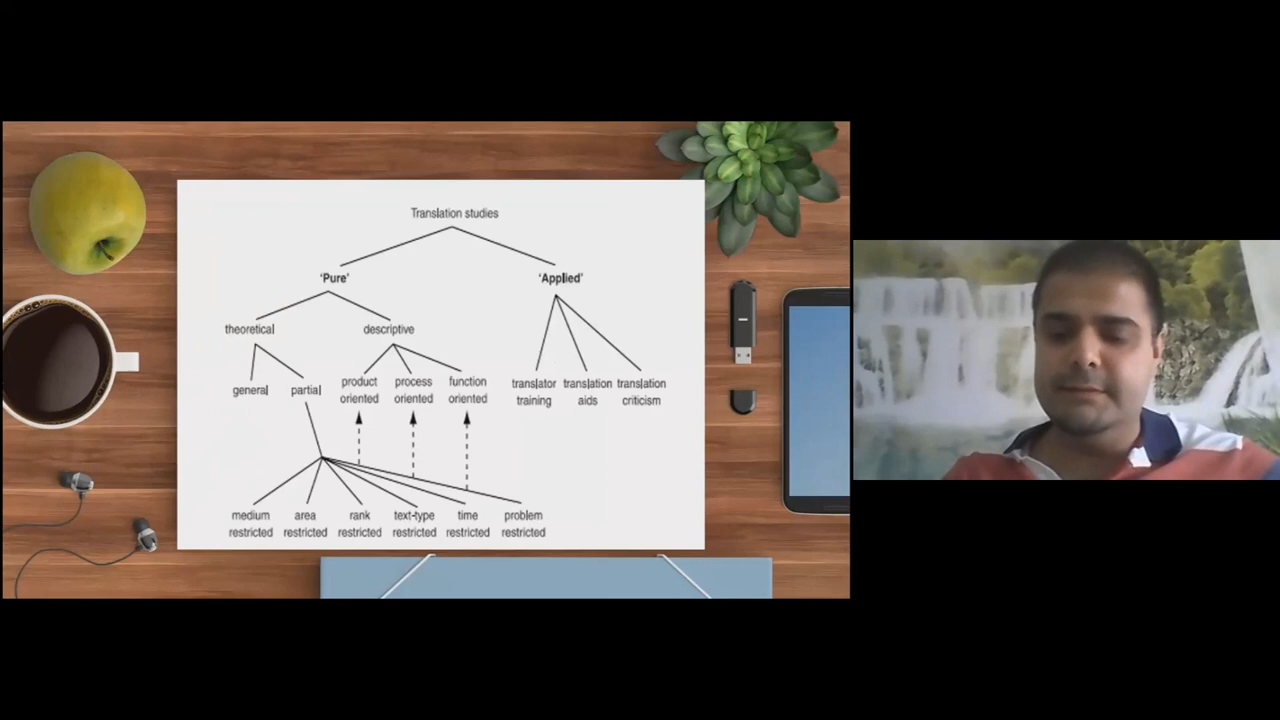 Translation studies
'Pure' 'Applied'
theoretical descriptive
general partial product process function translator translation translation
oriented oriented oriented training aids criticism
medium area rank text-type time problem
restricted restricted restricted restricted restricted restricted